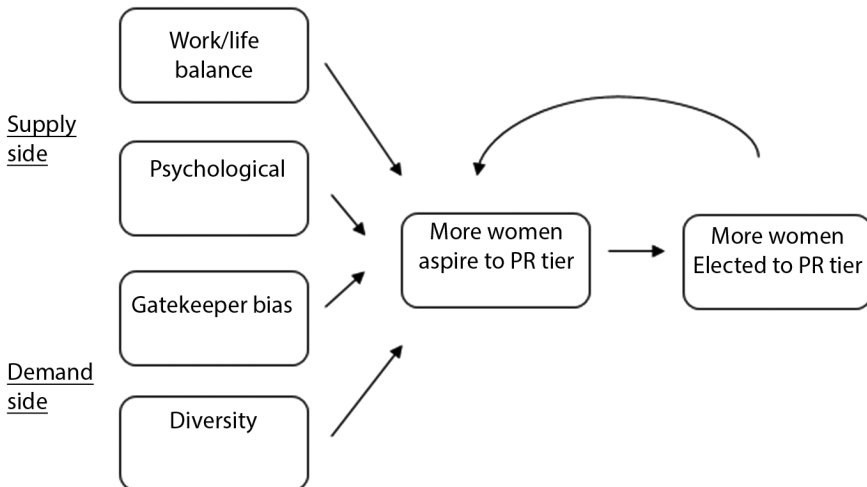 Work/life
balance
Supply
side
Psychological
More women
aspire to PR tier
More women
Elected to PR tier
Gatekeeper bias
Demand
side
Diversity